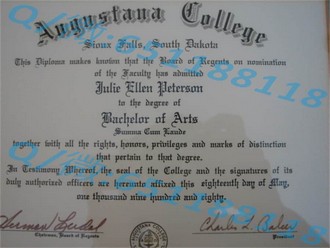 Augustana College
Sioux Falls, South Dakota
This Diploma makes known that the Board of Regents on nomination
of the Faculty has admitted
Julie Ellen Peterson
to the degree of
Bachelor of Arts
Summa Cum Laude
together with all the rights, honors, privileges and marks of distinction
that pertain to that degree.
In Testimony Whereof, the seal of the College and the signatures of its
duly authorized officers are hereunto affixed this eighteenth day of May,
one thousand nine hundred and eighty.
Chairman, Board of Regents
President